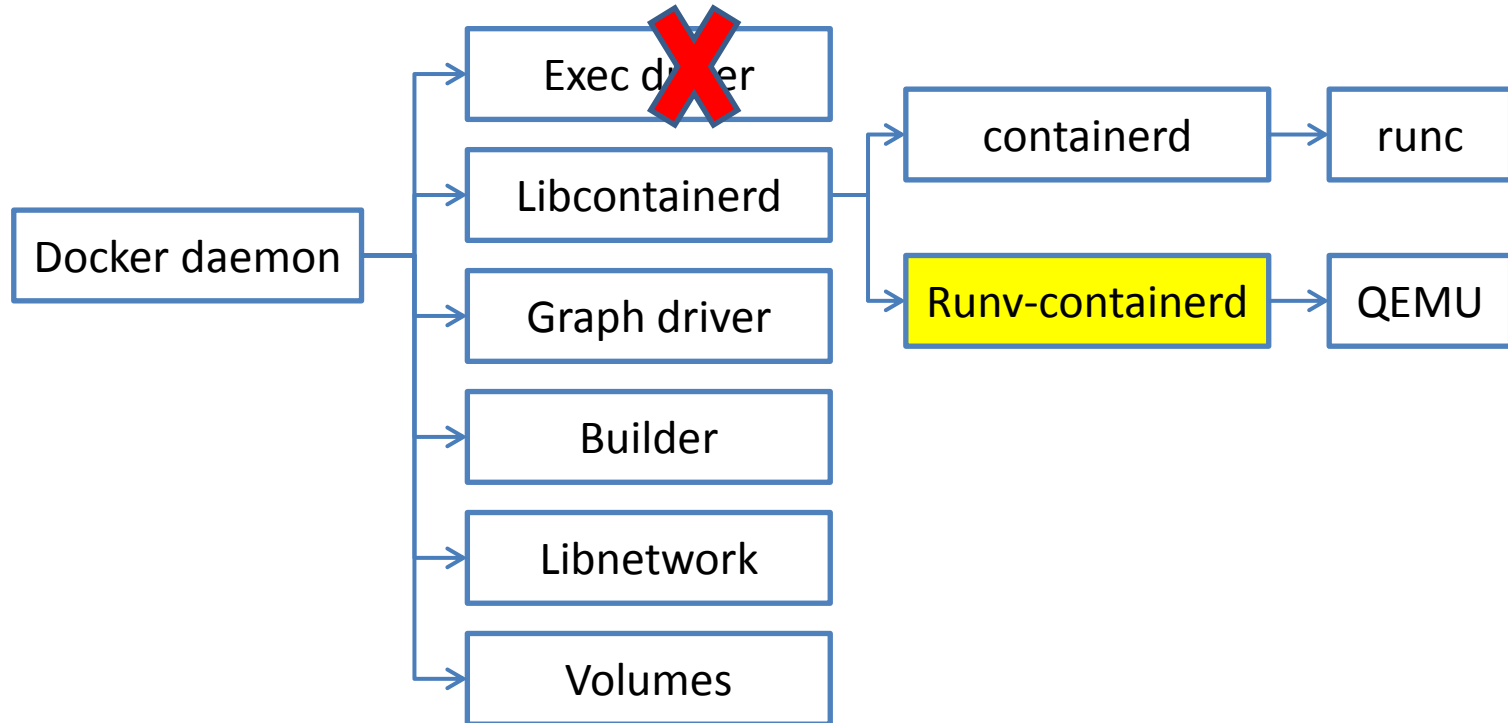 Exec
containerd
runc
Libcontainerd
Docker daemon
Runv-containerd
QEMU
Graph driver
Builder
Libnetwork
Volumes